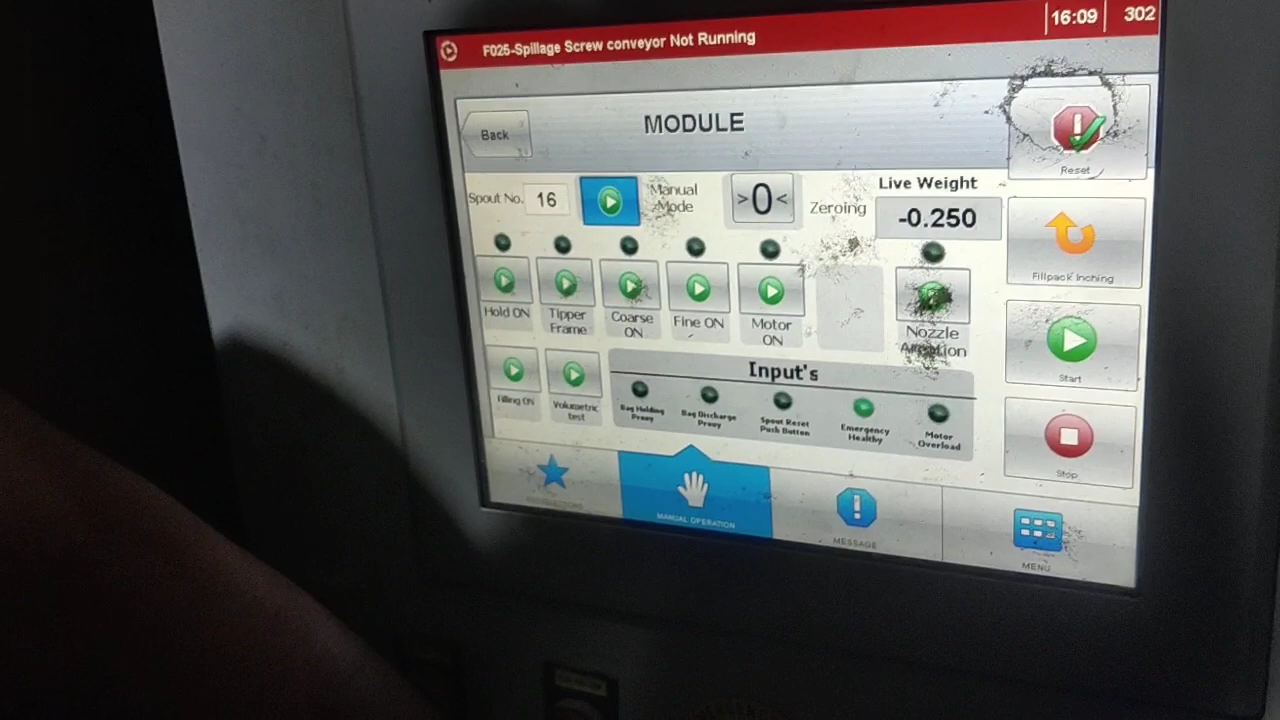 F025-Spillage Screw conveyor Not Running
16:09
302
Back
MODULE
Reset
Spout No. 16
Manual Mode
>0<
Zeroing
Live Weight
-0.250
Fillpack Inching
Hold ON
Tipper Frame
Coarse ON
Fine ON
Motor ON
Nozzle Aeration
Start
Filling ON
Volumetric test
Input's
Bag Holding Proxy
Bag Discharge Proxy
Spout Reset Push Button
Emergency Healthy
Motor Overload
Stop
MANUAL OPERATION
MESSAGE
MENU